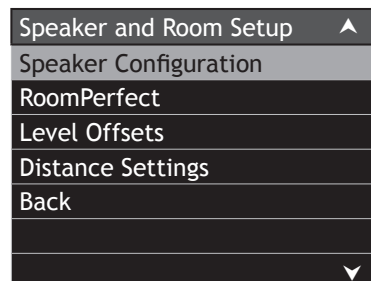 Speaker and Room Setup
Speaker Configuration
RoomPerfect
Level Offsets
Distance Settings
Back